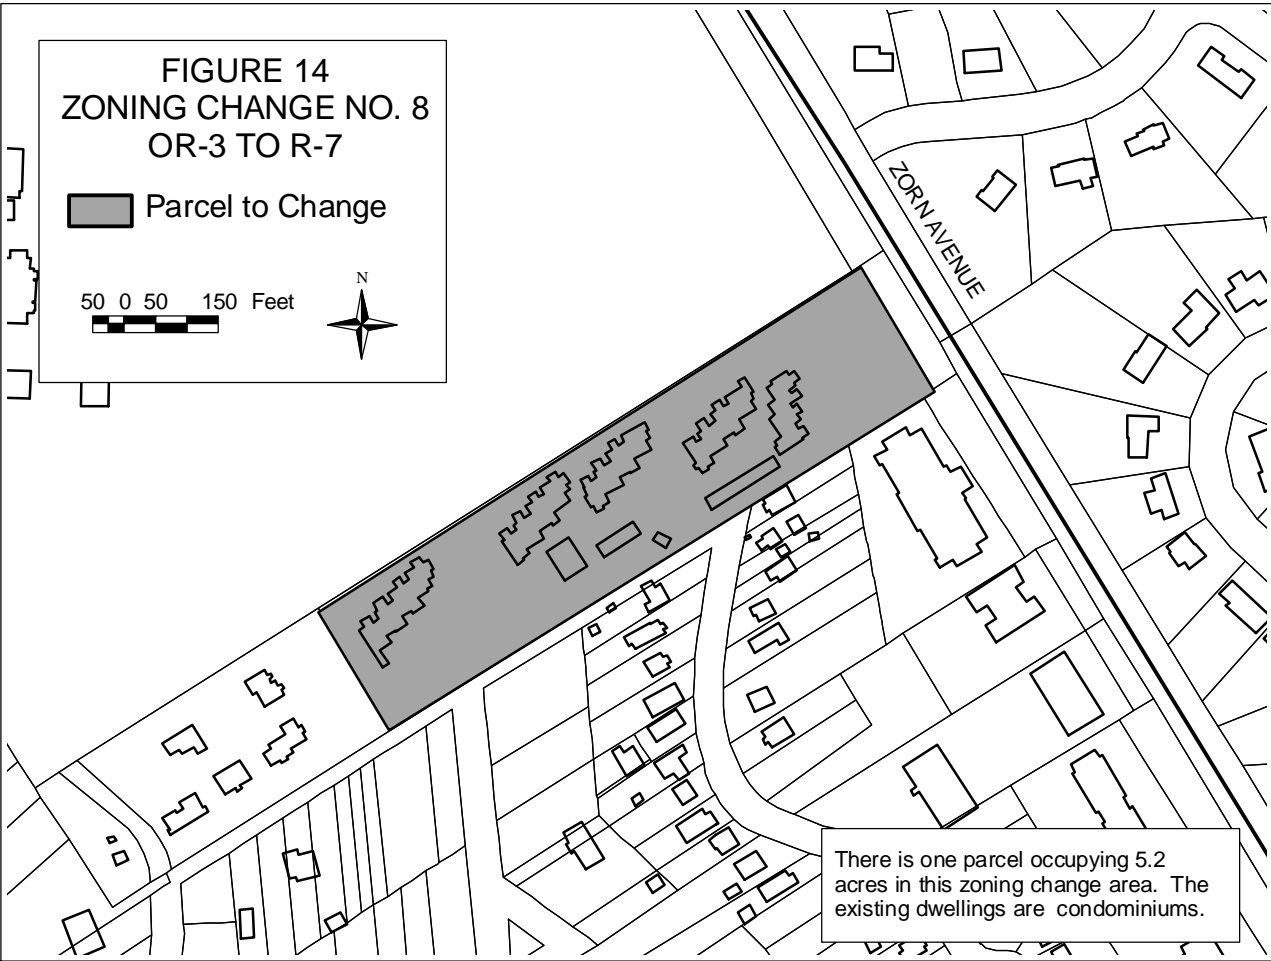 FIGURE 14
ZONING CHANGE NO. 8
OR-3 TO R-7
Parcel to Change
50 0 50 150 Feet
N
ZORN AVENUE
There is one parcel occupying 5.2
acres in this zoning change area. The
existing dwellings are condominiums.